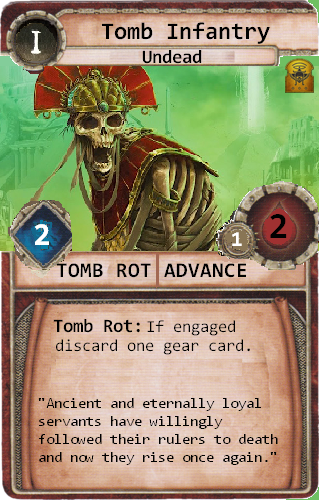 I
Tomb Infantry
Undead
2
1
2
TOMB ROT ADVANCE
Tomb Rot: If engaged
discard one gear card.
"Ancient and eternally loyal
servants have willingly
followed their rulers to death
and now they rise once again."